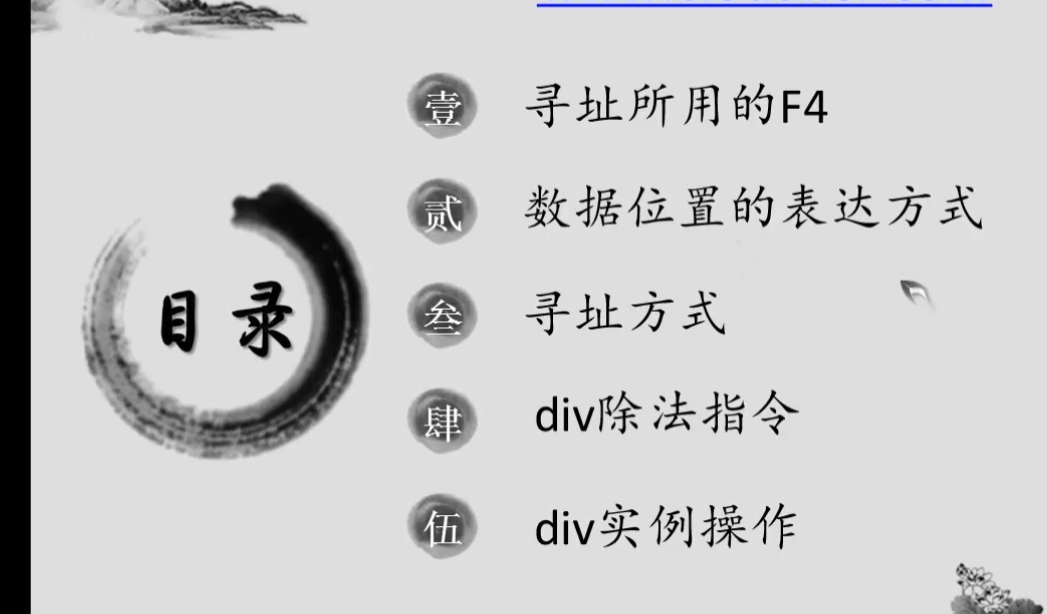 壹 寻址所用的F4
贰 数据位置的表达方式
目录
叁 寻址方式
肆 div除法指令
伍 div实例操作